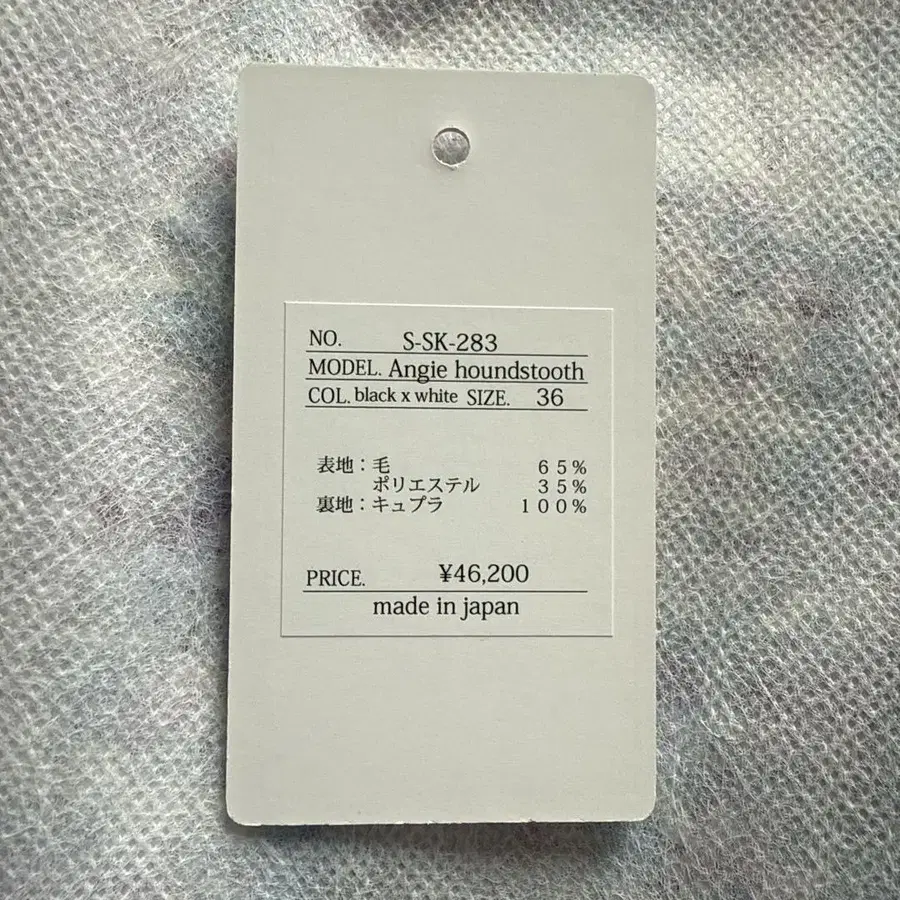 NO. S-SK-283
MODEL. Angie houndstooth
COL. black x white SIZE. 36
表地：毛 65%
ポリエステル 35%
裏地：キュプラ 100%
PRICE. ¥46,200
made in japan